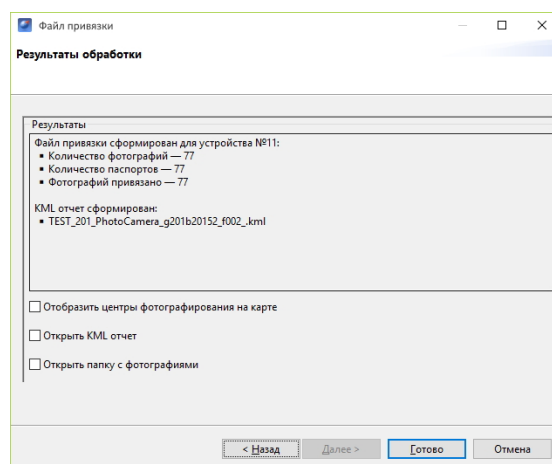 Файл привязки
Результаты обработки
Результаты
Файл привязки сформирован для устройства №11:
▪ Количество фотографий — 77
▪ Количество паспортов — 77
▪ Фотографий привязано — 77
KML отчет сформирован:
▪ TEST_201_PhotoCamera_g201b20152_f002_.kml
Отобразить центры фотографирования на карте
Открыть KML отчет
Открыть папку с фотографиями
< Назад Далее > Готово Отмена